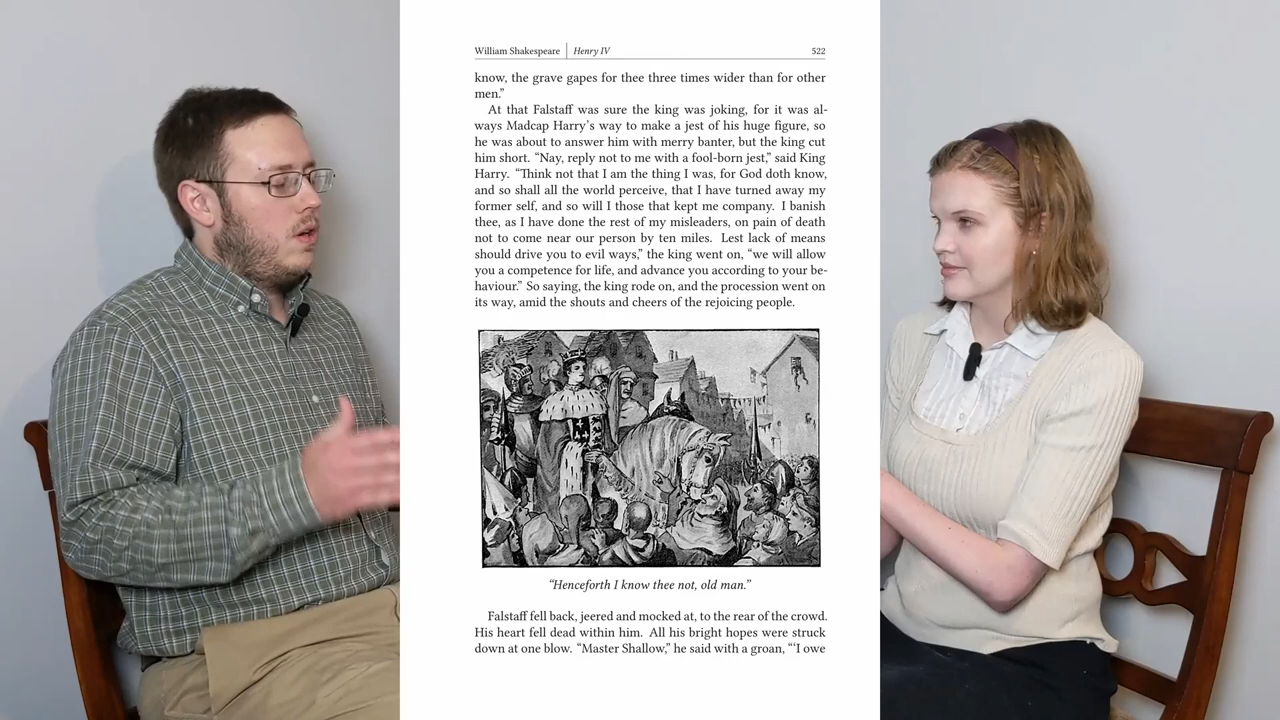 William Shakespeare | Henry IV 522
know, the grave gapes for thee three times wider than for other
men.”
At that Falstaff was sure the king was joking, for it was al-
ways Madcap Harry’s way to make a jest of his huge figure, so
he was about to answer him with merry banter, but the king cut
him short. “Nay, reply not to me with a fool-born jest,” said King
Harry. “Think not that I am the thing I was, for God doth know,
and so shall all the world perceive, that I have turned away my
former self, and so will I those that kept me company. I banish
thee, as I have done the rest of my misleaders, on pain of death
not to come near our person by ten miles. Lest lack of means
should drive you to evil ways,” the king went on, “we will allow
you a competence for life, and advance you according to your be-
haviour.” So saying, the king rode on, and the procession went on
its way, amid the shouts and cheers of the rejoicing people.
“Henceforth I know thee not, old man.”
Falstaff fell back, jeered and mocked at, to the rear of the crowd.
His heart fell dead within him. All his bright hopes were struck
down at one blow. “Master Shallow,” he said with a groan, “‘I owe